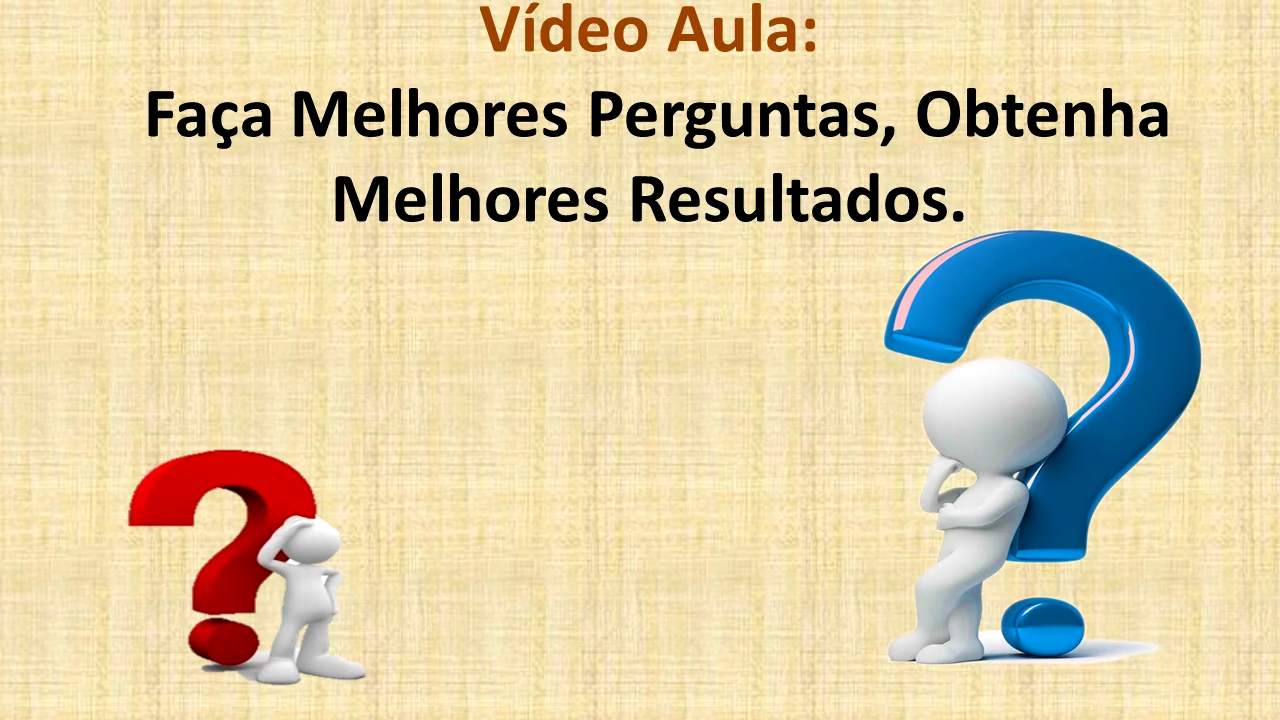 Vídeo Aula:
Faça Melhores Perguntas, Obtenha
Melhores Resultados.